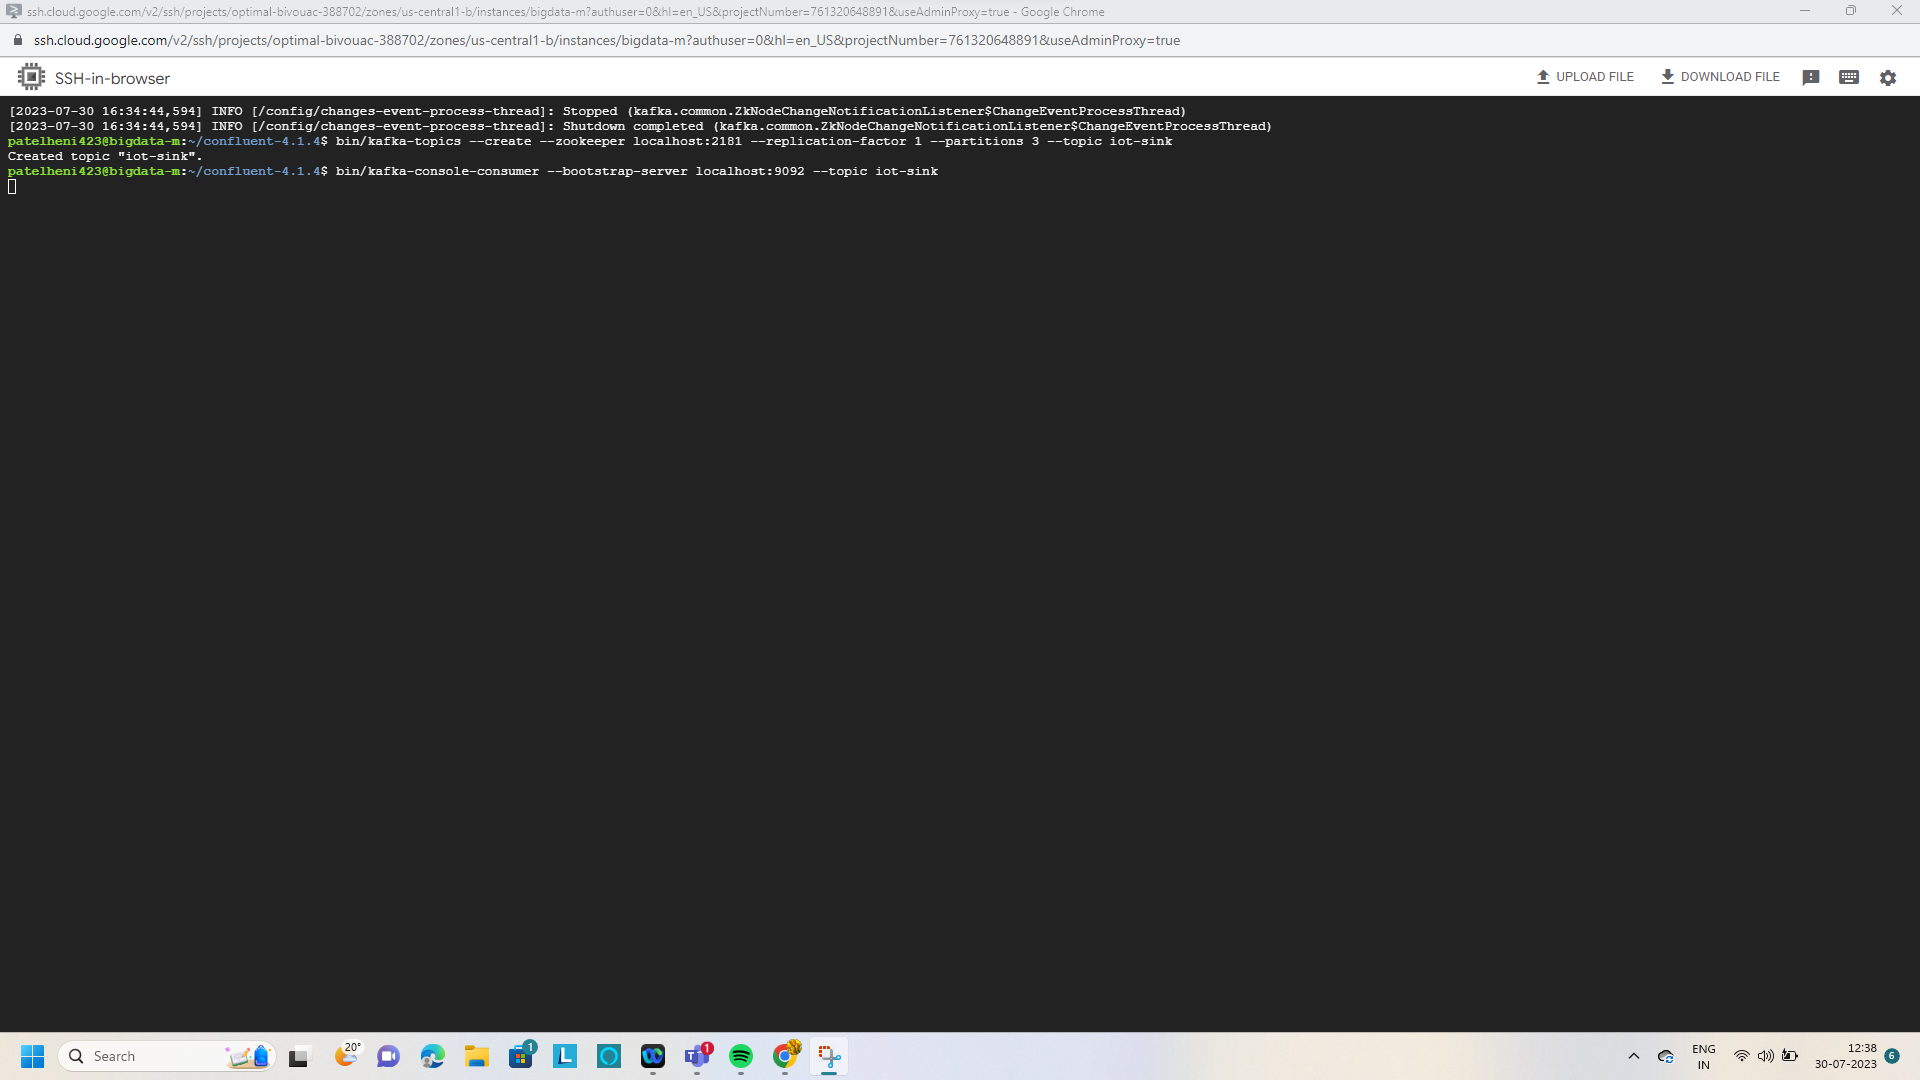 ssh.cloud.google.com/v2/ssh/projects/optimal-bivouac-388702/zones/us-central1-b/instances/bigdata-m?authuser=0&hl=en_US&projectNumber=761320648891&useAdminProxy=true - Google Chrome
ssh.cloud.google.com/v2/ssh/projects/optimal-bivouac-388702/zones/us-central1-b/instances/bigdata-m?authuser=0&hl=en_US&projectNumber=761320648891&useAdminProxy=true
SSH-in-browser UPLOAD FILE DOWNLOAD FILE
[2023-07-30 16:34:44,594] INFO [/config/changes-event-process-thread]: Stopped (kafka.common.ZkNodeChangeNotificationListener$ChangeEventProcessThread)
[2023-07-30 16:34:44,594] INFO [/config/changes-event-process-thread]: Shutdown completed (kafka.common.ZkNodeChangeNotificationListener$ChangeEventProcessThread)
patelheni423@bigdata-m:~/confluent-4.1.4$ bin/kafka-topics --create --zookeeper localhost:2181 --replication-factor 1 --partitions 3 --topic iot-sink
Created topic "iot-sink".
patelheni423@bigdata-m:~/confluent-4.1.4$ bin/kafka-console-consumer --bootstrap-server localhost:9092 --topic iot-sink
Search 20° 1 L 1 ENG 12:38
IN 30-07-2023 6